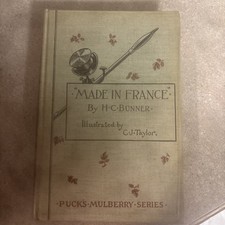 "MADE IN FRANCE"
By H·C·BUNNER
Illustrated by
C·J·Taylor.
·PUCKS·MULBERRY·SERIES·